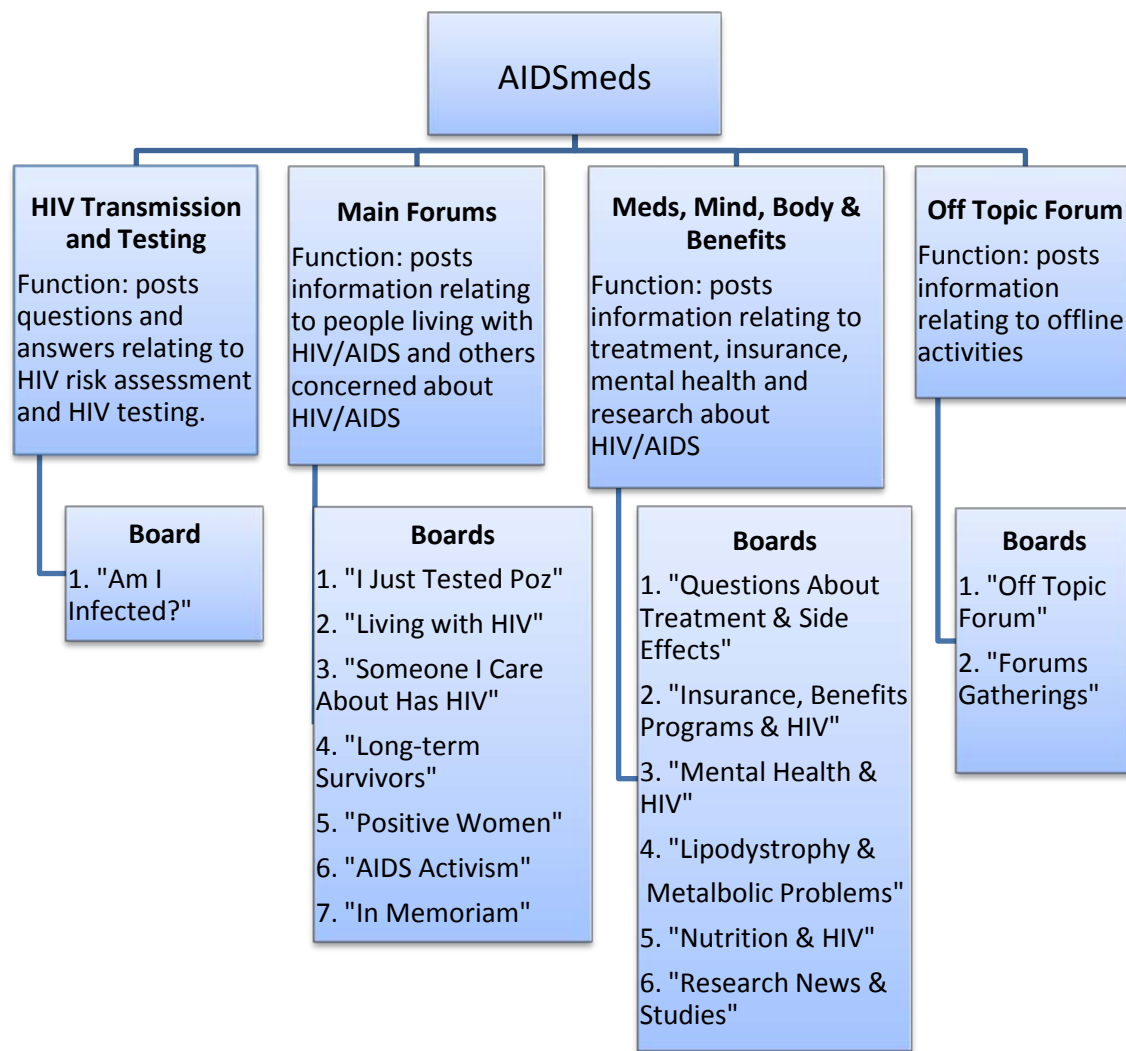 AIDSmeds
HIV Transmission
and Testing
Function: posts
questions and
answers relating to
HIV risk assessment
and HIV testing.
Main Forums
Function: posts
information relating
to people living with
HIV/AIDS and others
concerned about
HIV/AIDS
Meds, Mind, Body &
Benefits
Function: posts
information relating to
treatment, insurance,
mental health and
research about
HIV/AIDS
Off Topic Forum
Function: posts
information
relating to offline
activities
Board
1. "Am I
Infected?"
Boards
1. "I Just Tested Poz"
2. "Living with HIV"
3. "Someone I Care
About Has HIV"
4. "Long-term
Survivors"
5. "Positive Women"
6. "AIDS Activism"
7. "In Memoriam"
Boards
1. "Questions About
Treatment & Side
Effects"
2. "Insurance, Benefits
Programs & HIV"
3. "Mental Health &
HIV"
4. "Lipodystrophy &
Metalbolic Problems"
5. "Nutrition & HIV"
6. "Research News &
Studies"
Boards
1. "Off Topic
Forum"
2. "Forums
Gatherings"